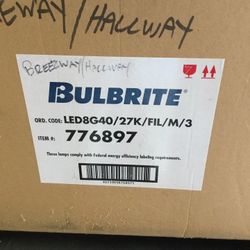 EWAY/HALLWAY
BREEZWAY/HALLWAY
BULBRITE
ORD. CODE: LED8G40/27K/FIL/M/3
ITEM #: 776897
These lamps comply with Federal energy efficiency labeling requirements.